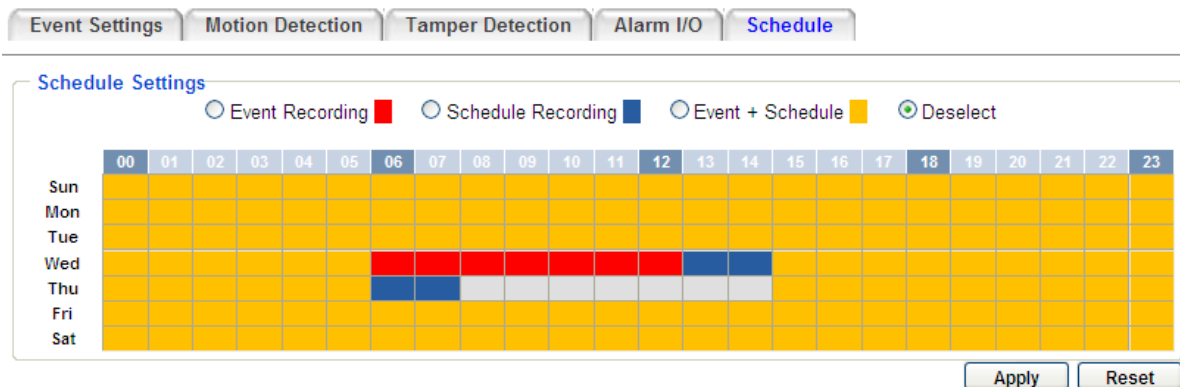 Event Settings Motion Detection Tamper Detection Alarm I/O Schedule
Schedule Settings
Event Recording Schedule Recording Event + Schedule Deselect
00 01 02 03 04 05 06 07 08 09 10 11 12 13 14 15 16 17 18 19 20 21 22 23
Sun
Mon
Tue
Wed
Thu
Fri
Sat
Apply Reset